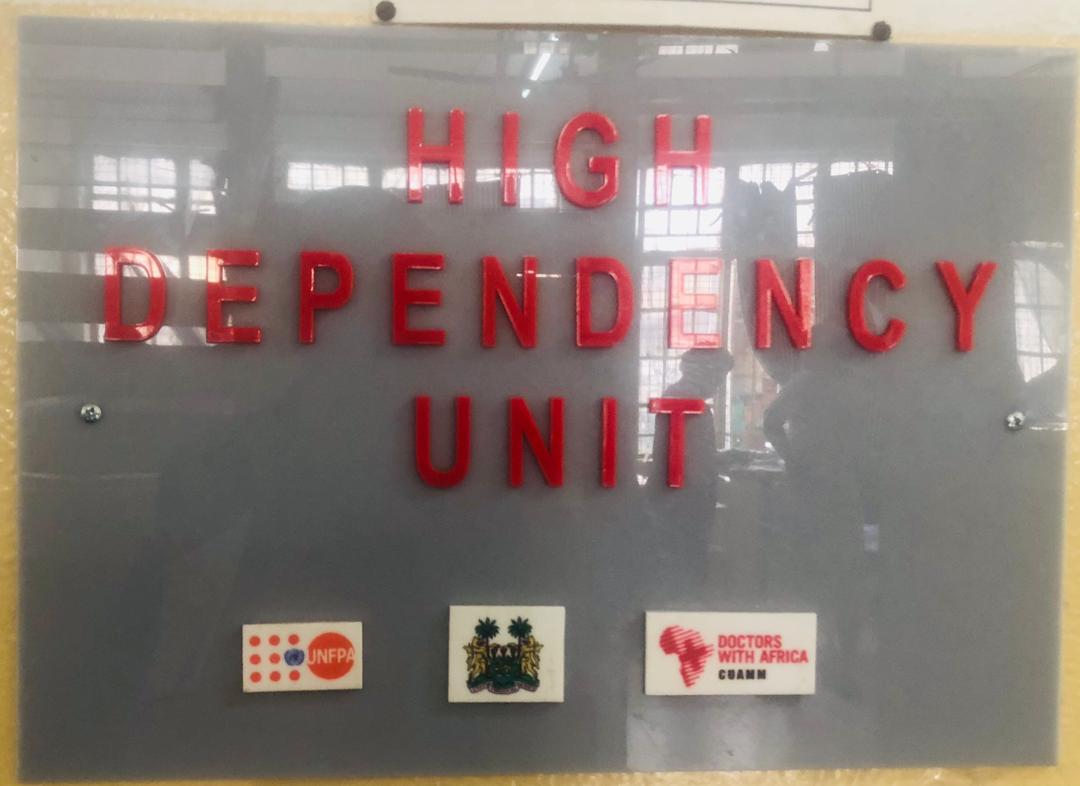 HIGH
DEPENDENCY
UNIT
UNFPA
DOCTORS
WITH AFRICA
CUAMM